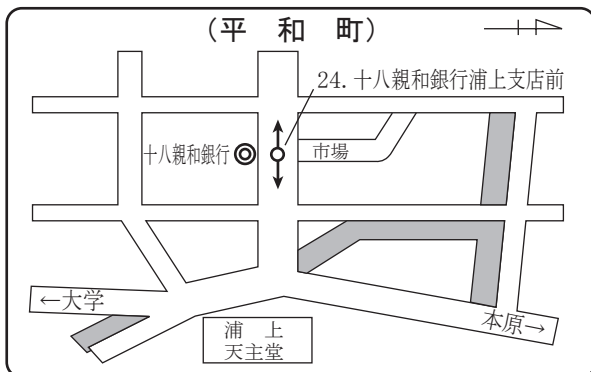 (平和町)
24. 十八親和銀行浦上支店前
十八親和銀行
市場
←大学
本原→
浦上
天主堂